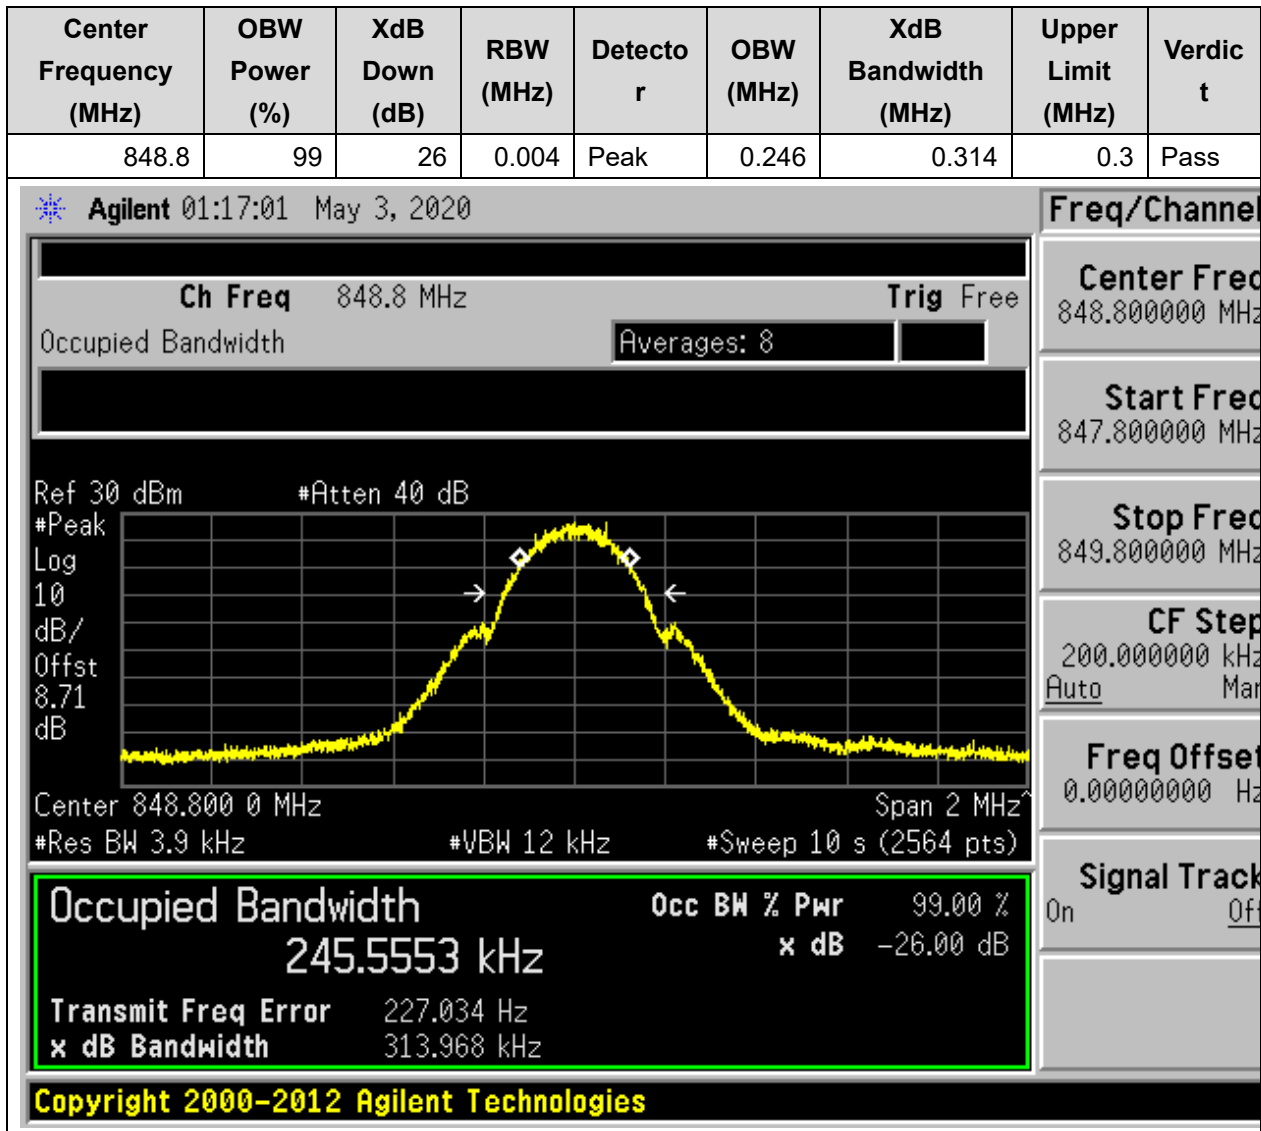 Center Frequency (MHz) OBW Power (%) XdB Down (dB) RBW (MHz) Detecto r OBW (MHz) XdB Bandwidth (MHz) Upper Limit (MHz) Verdic t
848.8 99 26 0.004 Peak 0.246 0.314 0.3 Pass
Agilent 01:17:01 May 3, 2020
Freq/Channel
Ch Freq 848.8 MHz Trig Free
Occupied Bandwidth Averages: 8
Center Freq
848.800000 MHz
Start Freq
847.800000 MHz
Stop Freq
849.800000 MHz
CF Step
200.000000 kHz
Auto Man
Freq Offset
0.00000000 Hz
Signal Track
On Off
Ref 30 dBm #Atten 40 dB
#Peak
Log
10
dB/
Offst
8.71
dB
Center 848.800 0 MHz Span 2 MHz^
#Res BW 3.9 kHz #VBW 12 kHz #Sweep 10 s (2564 pts)
Occupied Bandwidth Occ BW % Pwr 99.00 %
245.5553 kHz x dB -26.00 dB
Transmit Freq Error 227.034 Hz
x dB Bandwidth 313.968 kHz
Copyright 2000-2012 Agilent Technologies